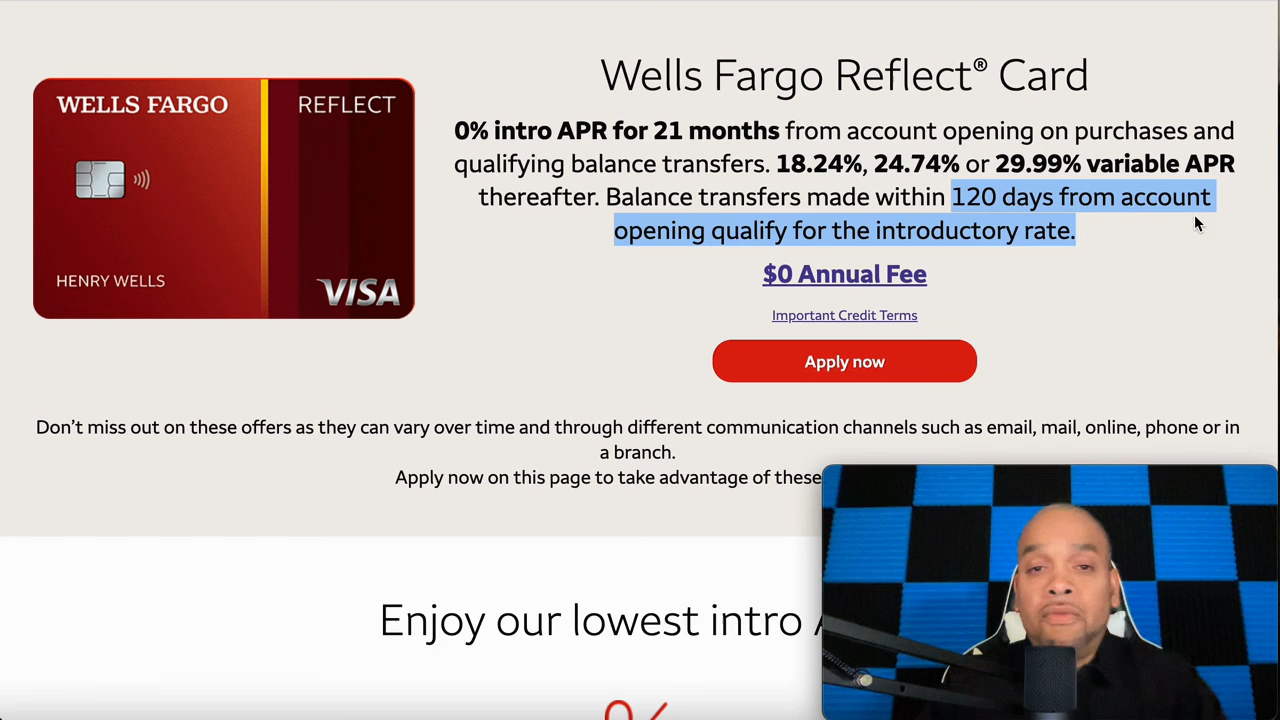 WELLS FARGO
REFLECT
HENRY WELLS
VISA
Wells Fargo Reflect® Card
0% intro APR for 21 months from account opening on purchases and
qualifying balance transfers. 18.24%, 24.74% or 29.99% variable APR
thereafter. Balance transfers made within 120 days from account
opening qualify for the introductory rate.
$0 Annual Fee
Important Credit Terms
Apply now
Don’t miss out on these offers as they can vary over time and through different communication channels such as email, mail, online, phone or in
a branch.
Apply now on this page to take advantage of these
Enjoy our lowest intro
%